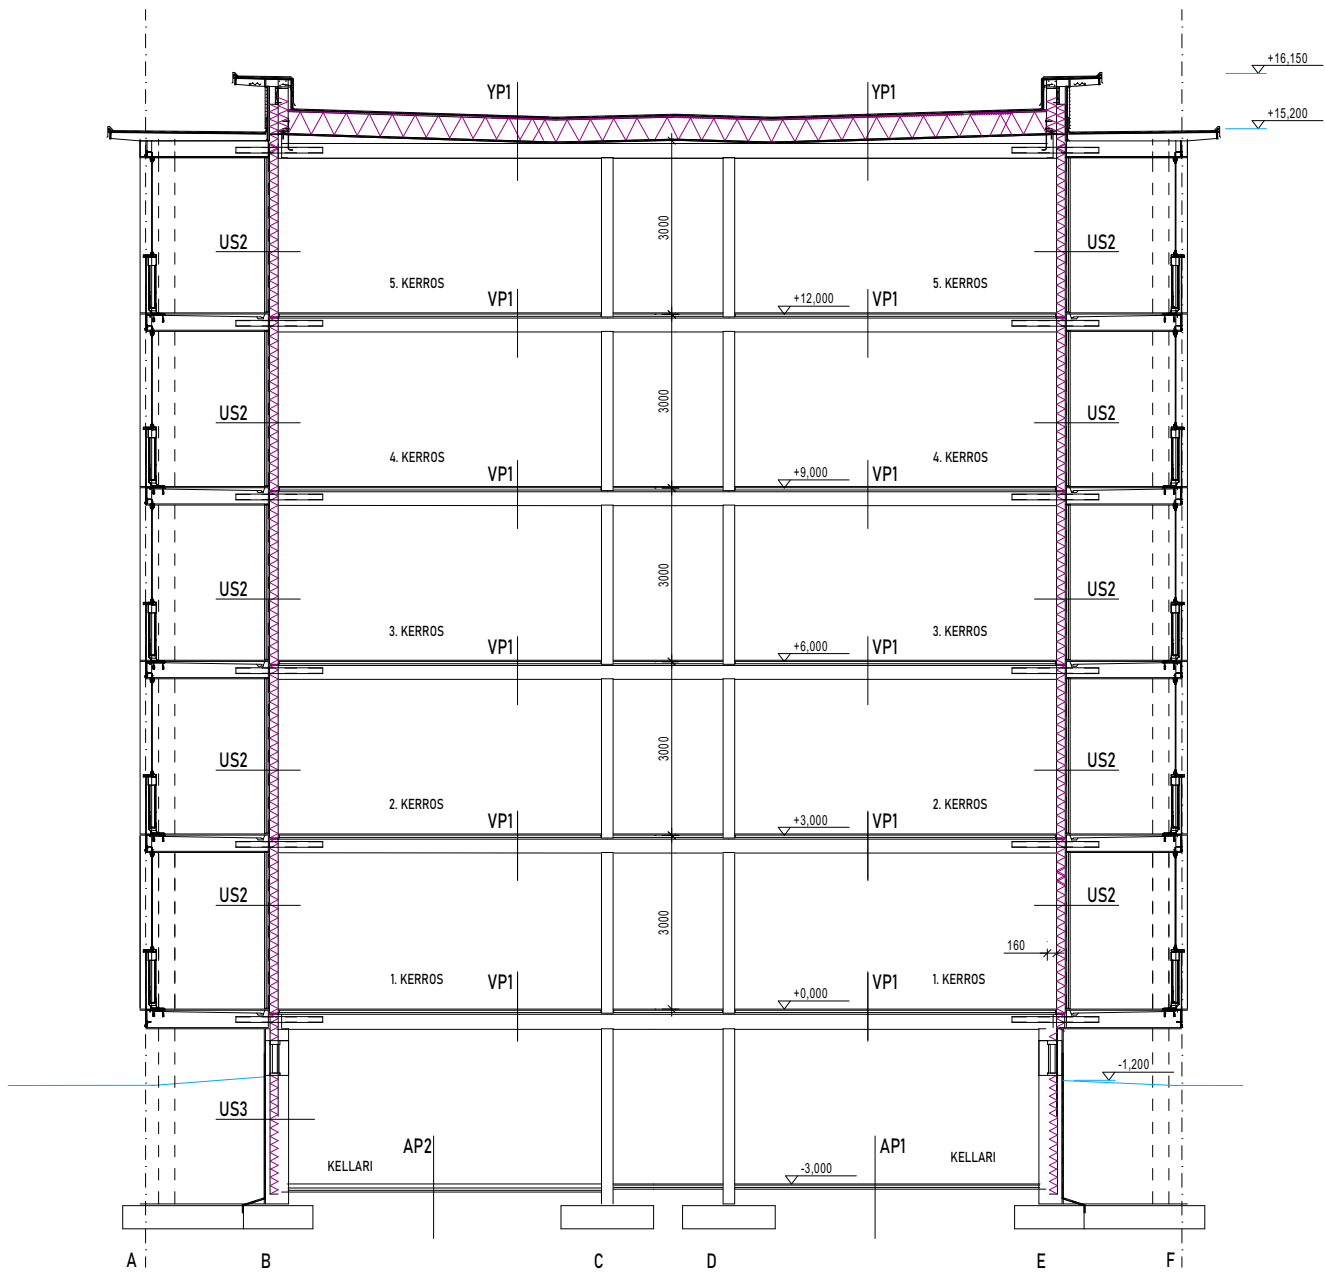 +16,150
YP1 YP1
+15,200
3000
US2 US2
5. KERROS 5. KERROS
VP1 +12,000 VP1
3000
US2 US2
4. KERROS 4. KERROS
VP1 +9,000 VP1
3000
US2 US2
3. KERROS 3. KERROS
VP1 +6,000 VP1
3000
US2 US2
2. KERROS 2. KERROS
VP1 +3,000 VP1
US2 US2
3000
160
1. KERROS 1. KERROS
VP1 +0,000 VP1
-1,200
US3
AP2 AP1
KELLARI KELLARI
-3,000
A B C D E F